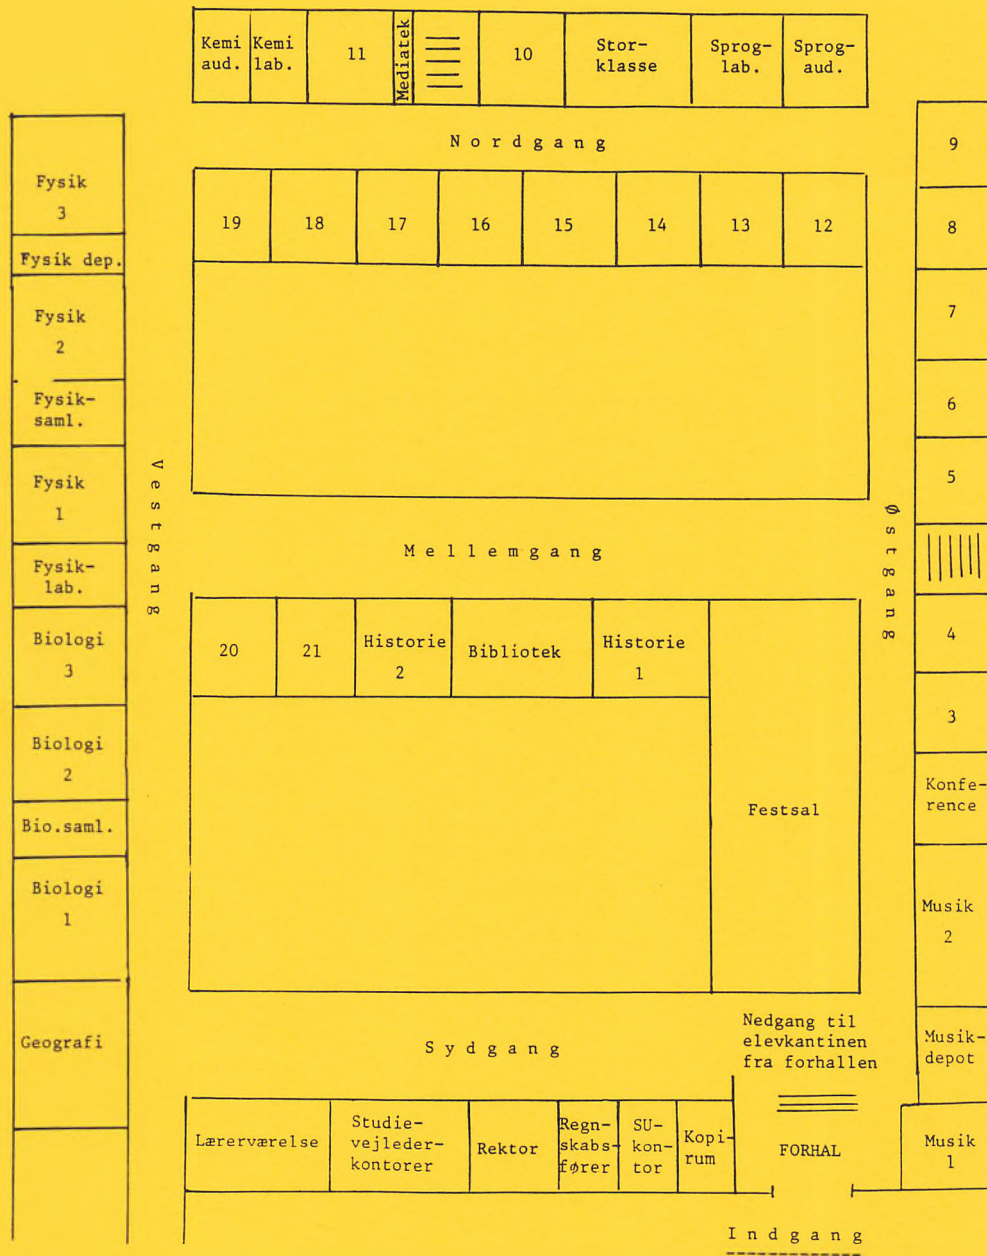 Kemi aud.
Kemi lab.
11
Mediatek
10
Stor-
klasse
Sprog-
lab.
Sprog-
aud.
Nordgang
19
18
17
16
15
14
13
12
Fysik
3
Fysik dep.
Fysik
2
Fysik-
saml.
Fysik
1
Fysik-
lab.
Biologi
3
Biologi
2
Bio.saml.
Biologi
1
Geografi
Vestgang
9
8
7
6
5
4
3
Konfe-
rence
Musik
2
Musik-
depot
Musik
1
Østgang
Mellemgang
20
21
Historie
2
Bibliotek
Historie
1
Festsal
Sydgang
Nedgang til
elevkantinen
fra forhallen
Lærerværelse
Studie-
vejleder-
kontorer
Rektor
Regn-
skabs-
fører
SU-
kon-
tor
Kopi-
rum
FORHAL
Indgang